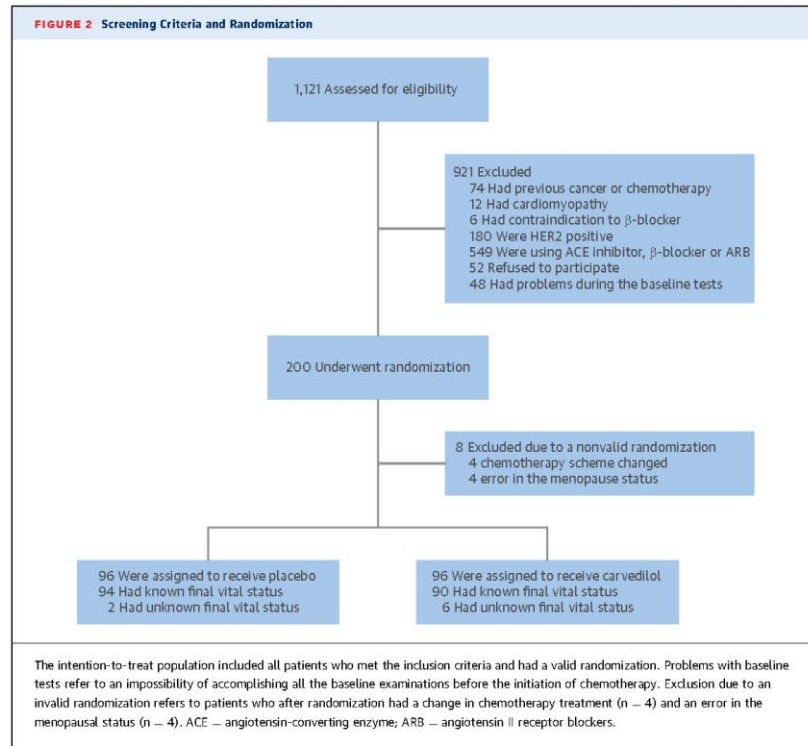 FIGURE 2 Screening Criteria and Randomization
1,121 Assessed for eligibility
921 Excluded
74 Had previous cancer or chemotherapy
12 Had cardiomyopathy
6 Had contraindication to β-blocker
180 Were HER2 positive
549 Were using ACE inhibitor, β-blocker or ARB
52 Refused to participate
48 Had problems during the baseline tests
200 Underwent randomization
8 Excluded due to a nonvalid randomization
4 chemotherapy scheme changed
4 error in the menopause status
96 Were assigned to receive placebo
94 Had known final vital status
2 Had unknown final vital status
96 Were assigned to receive carvedilol
90 Had known final vital status
6 Had unknown final vital status
The intention-to-treat population included all patients who met the inclusion criteria and had a valid randomization. Problems with baseline
tests refer to an impossibility of accomplishing all the baseline examinations before the initiation of chemotherapy. Exclusion due to an
invalid randomization refers to patients who after randomization had a change in chemotherapy treatment (n = 4) and an error in the
menopausal status (n = 4). ACE = angiotensin-converting enzyme; ARB = angiotensin II receptor blockers.